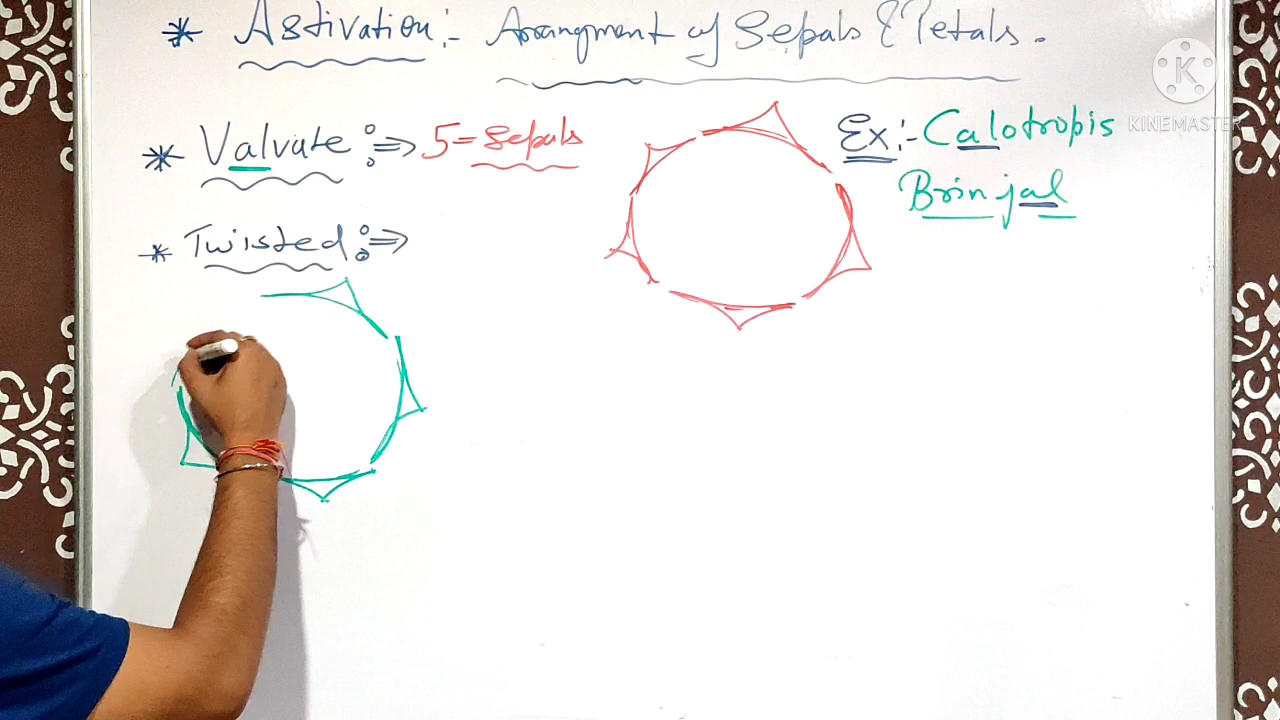 * Astivation:- Arrangment of Sepals & Petals.
* Valvate :⇒ 5=Sepals
Ex:- Calotropis
Brinjal
* Twisted :⇒
K
KINEMASTER